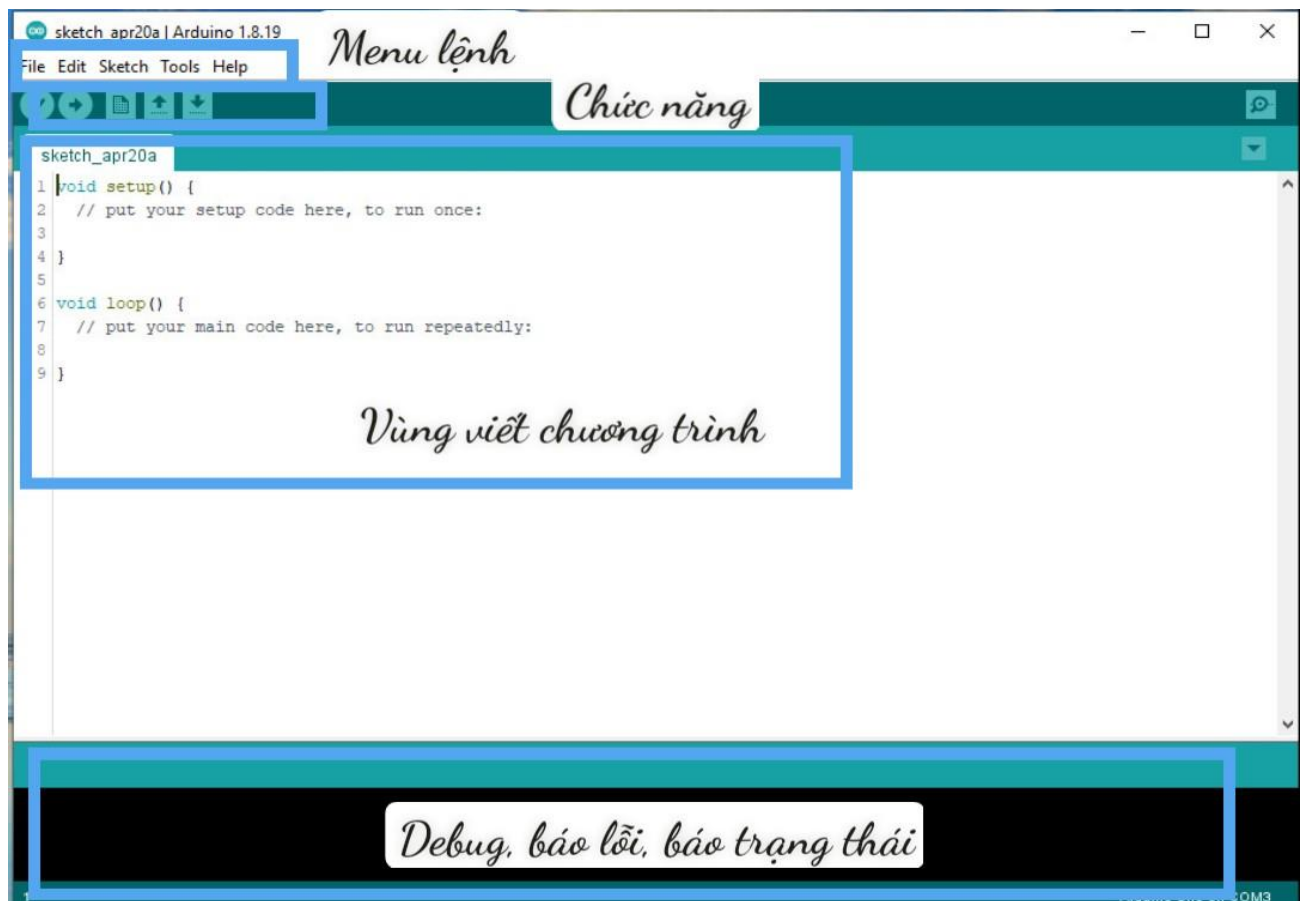 sketch_apr20a | Arduino 1.8.19
Menu lệnh
File Edit Sketch Tools Help
Chức năng
sketch_apr20a
1 void setup() {
2 // put your setup code here, to run once:
3
4 }
5
6 void loop() {
7 // put your main code here, to run repeatedly:
8
9 }
Vùng viết chương trình
Debug, báo lỗi, báo trạng thái
COM3